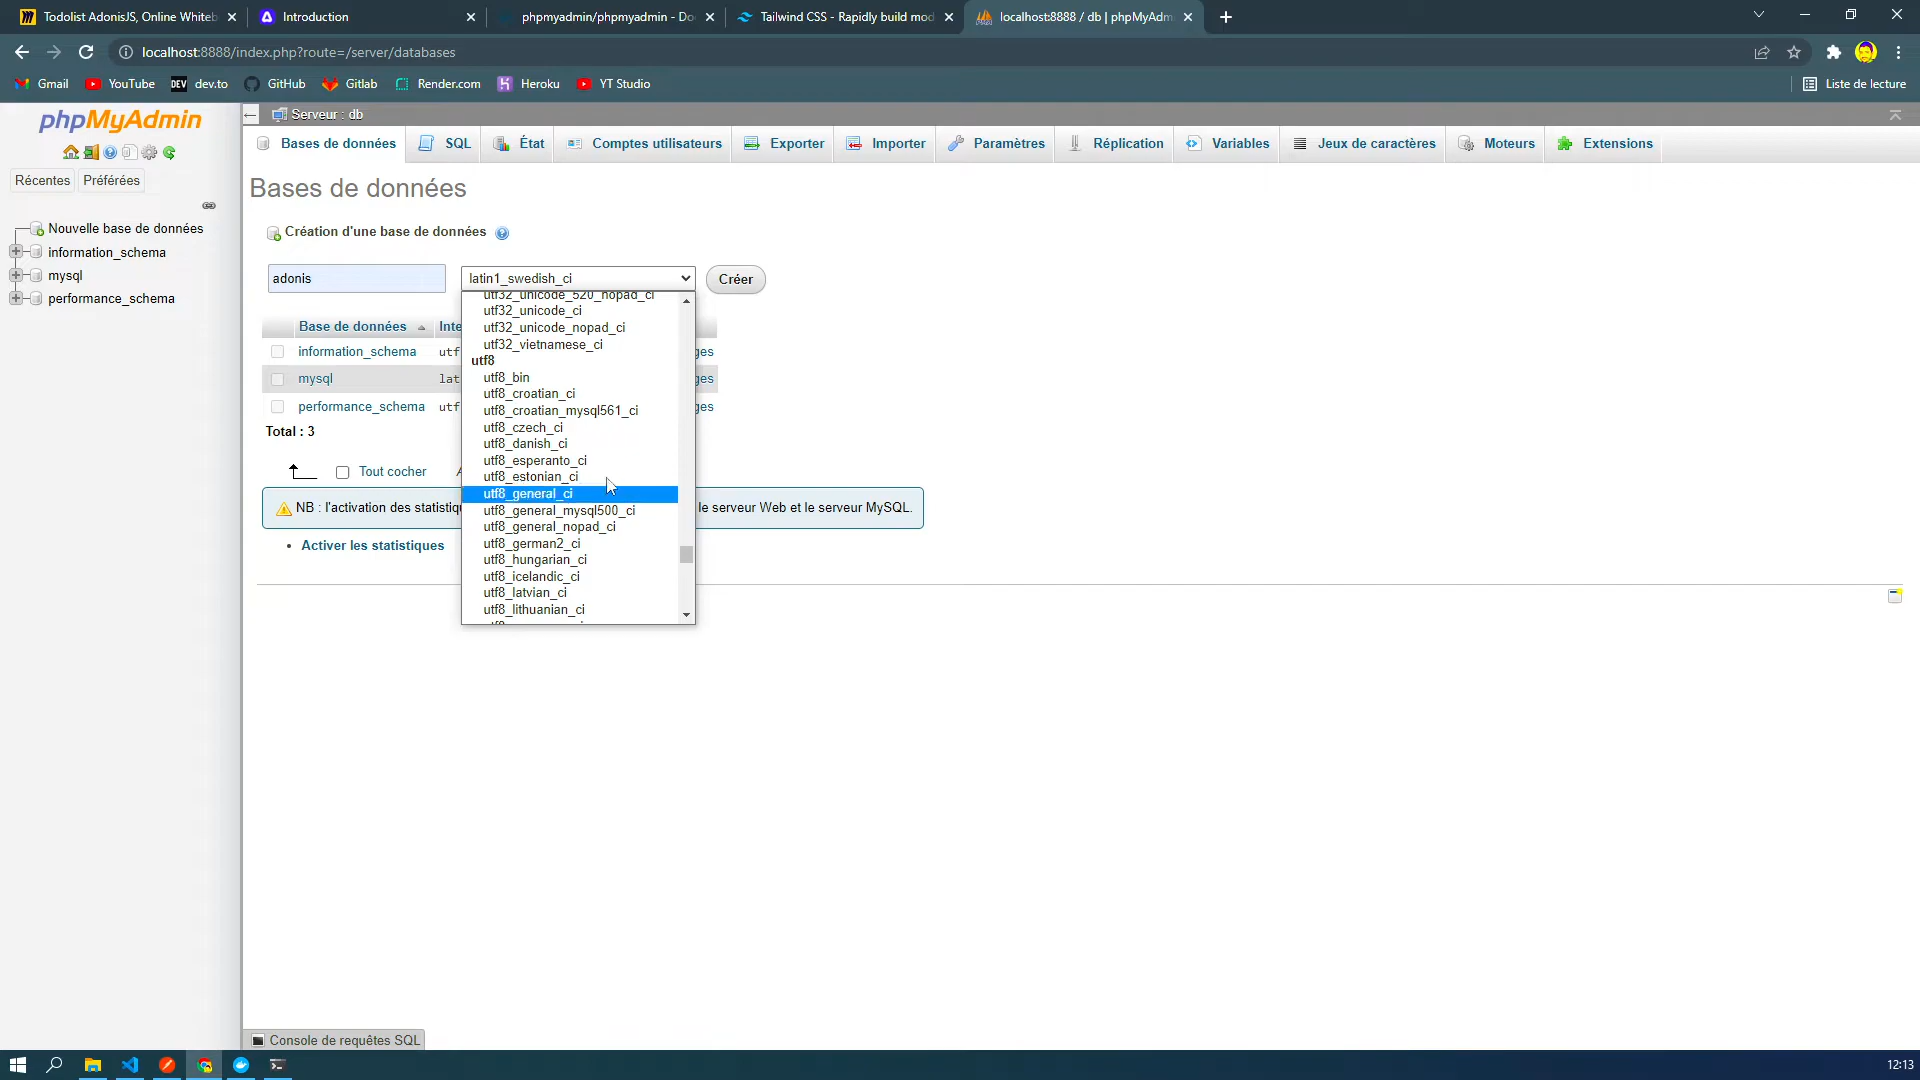 Todolist AdonisJS, Online Whiteb
Introduction
phpmyadmin/phpmyadmin - Do
Tailwind CSS - Rapidly build mod
localhost:8888 / db | phpMyAdm
localhost:8888/index.php?route=/server/databases
Gmail
YouTube
DEV
dev.to
GitHub
Gitlab
Render.com
Heroku
YT Studio
Liste de lecture
phpMyAdmin
Récentes
Préférées
Nouvelle base de données
information_schema
mysql
performance_schema
Serveur : db
Bases de données
SQL
État
Comptes utilisateurs
Exporter
Importer
Paramètres
Réplication
Variables
Jeux de caractères
Moteurs
Extensions
Bases de données
Création d'une base de données
adonis
latin1_swedish_ci
Créer
utf32_unicode_520_nopad_ci
utf32_unicode_ci
utf32_unicode_nopad_ci
utf32_vietnamese_ci
utf8
utf8_bin
utf8_croatian_ci
utf8_croatian_mysql561_ci
utf8_czech_ci
utf8_danish_ci
utf8_esperanto_ci
utf8_estonian_ci
utf8_general_ci
utf8_general_mysql500_ci
utf8_general_nopad_ci
utf8_german2_ci
utf8_hungarian_ci
utf8_icelandic_ci
utf8_latvian_ci
utf8_lithuanian_ci
Base de données
Inte
information_schema
utf
ges
mysql
lat
ges
performance_schema
utf
ges
Total : 3
Tout cocher
NB : l'activation des statistiqu
le serveur Web et le serveur MySQL.
Activer les statistiques
Console de requêtes SQL
12:13